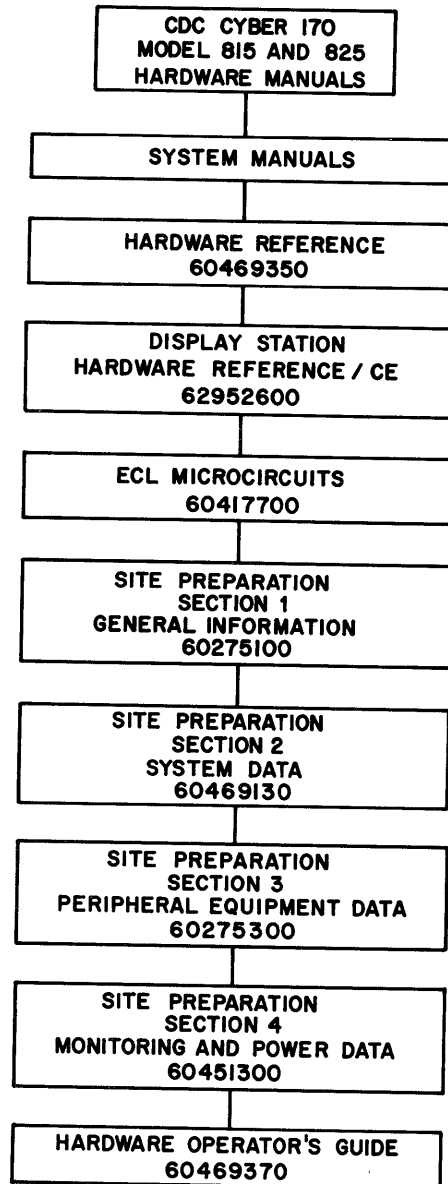 CDC CYBER 170
MODEL 815 AND 825
HARDWARE MANUALS
SYSTEM MANUALS
HARDWARE REFERENCE
60469350
DISPLAY STATION
HARDWARE REFERENCE / CE
62952600
ECL MICROCIRCUITS
60417700
SITE PREPARATION
SECTION 1
GENERAL INFORMATION
60275100
SITE PREPARATION
SECTION 2
SYSTEM DATA
60469130
SITE PREPARATION
SECTION 3
PERIPHERAL EQUIPMENT DATA
60275300
SITE PREPARATION
SECTION 4
MONITORING AND POWER DATA
60451300
HARDWARE OPERATOR'S GUIDE
60469370